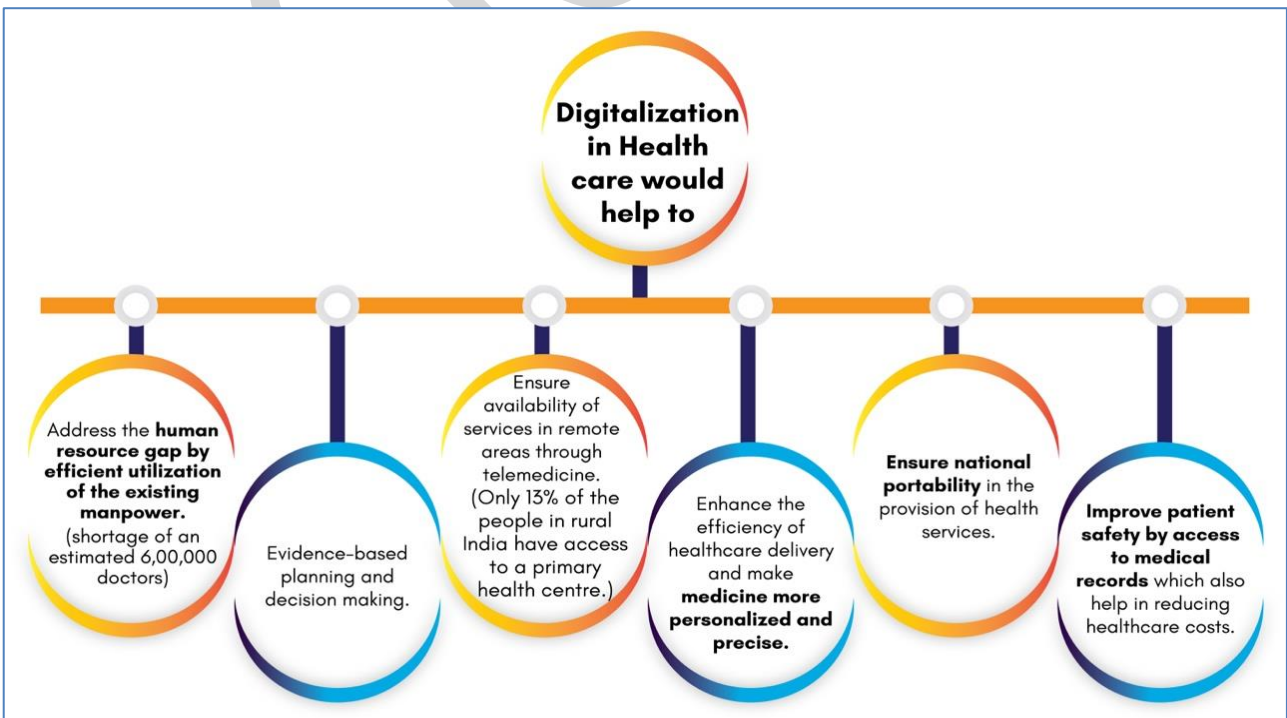 Digitalization
in Health
care would
help to
Address the human
resource gap by
efficient utilization
of the existing
manpower.
(shortage of an
estimated 6,00,000
doctors)
Evidence-based
planning and
decision making.
Ensure
availability of
services in remote
areas through
telemedicine.
(Only 13% of the
people in rural
India have access
to a primary
health centre.)
Enhance the
efficiency of
healthcare delivery
and make
medicine more
personalized and
precise.
Ensure national
portability in the
provision of health
services.
Improve patient
safety by access
to medical
records which also
help in reducing
healthcare costs.